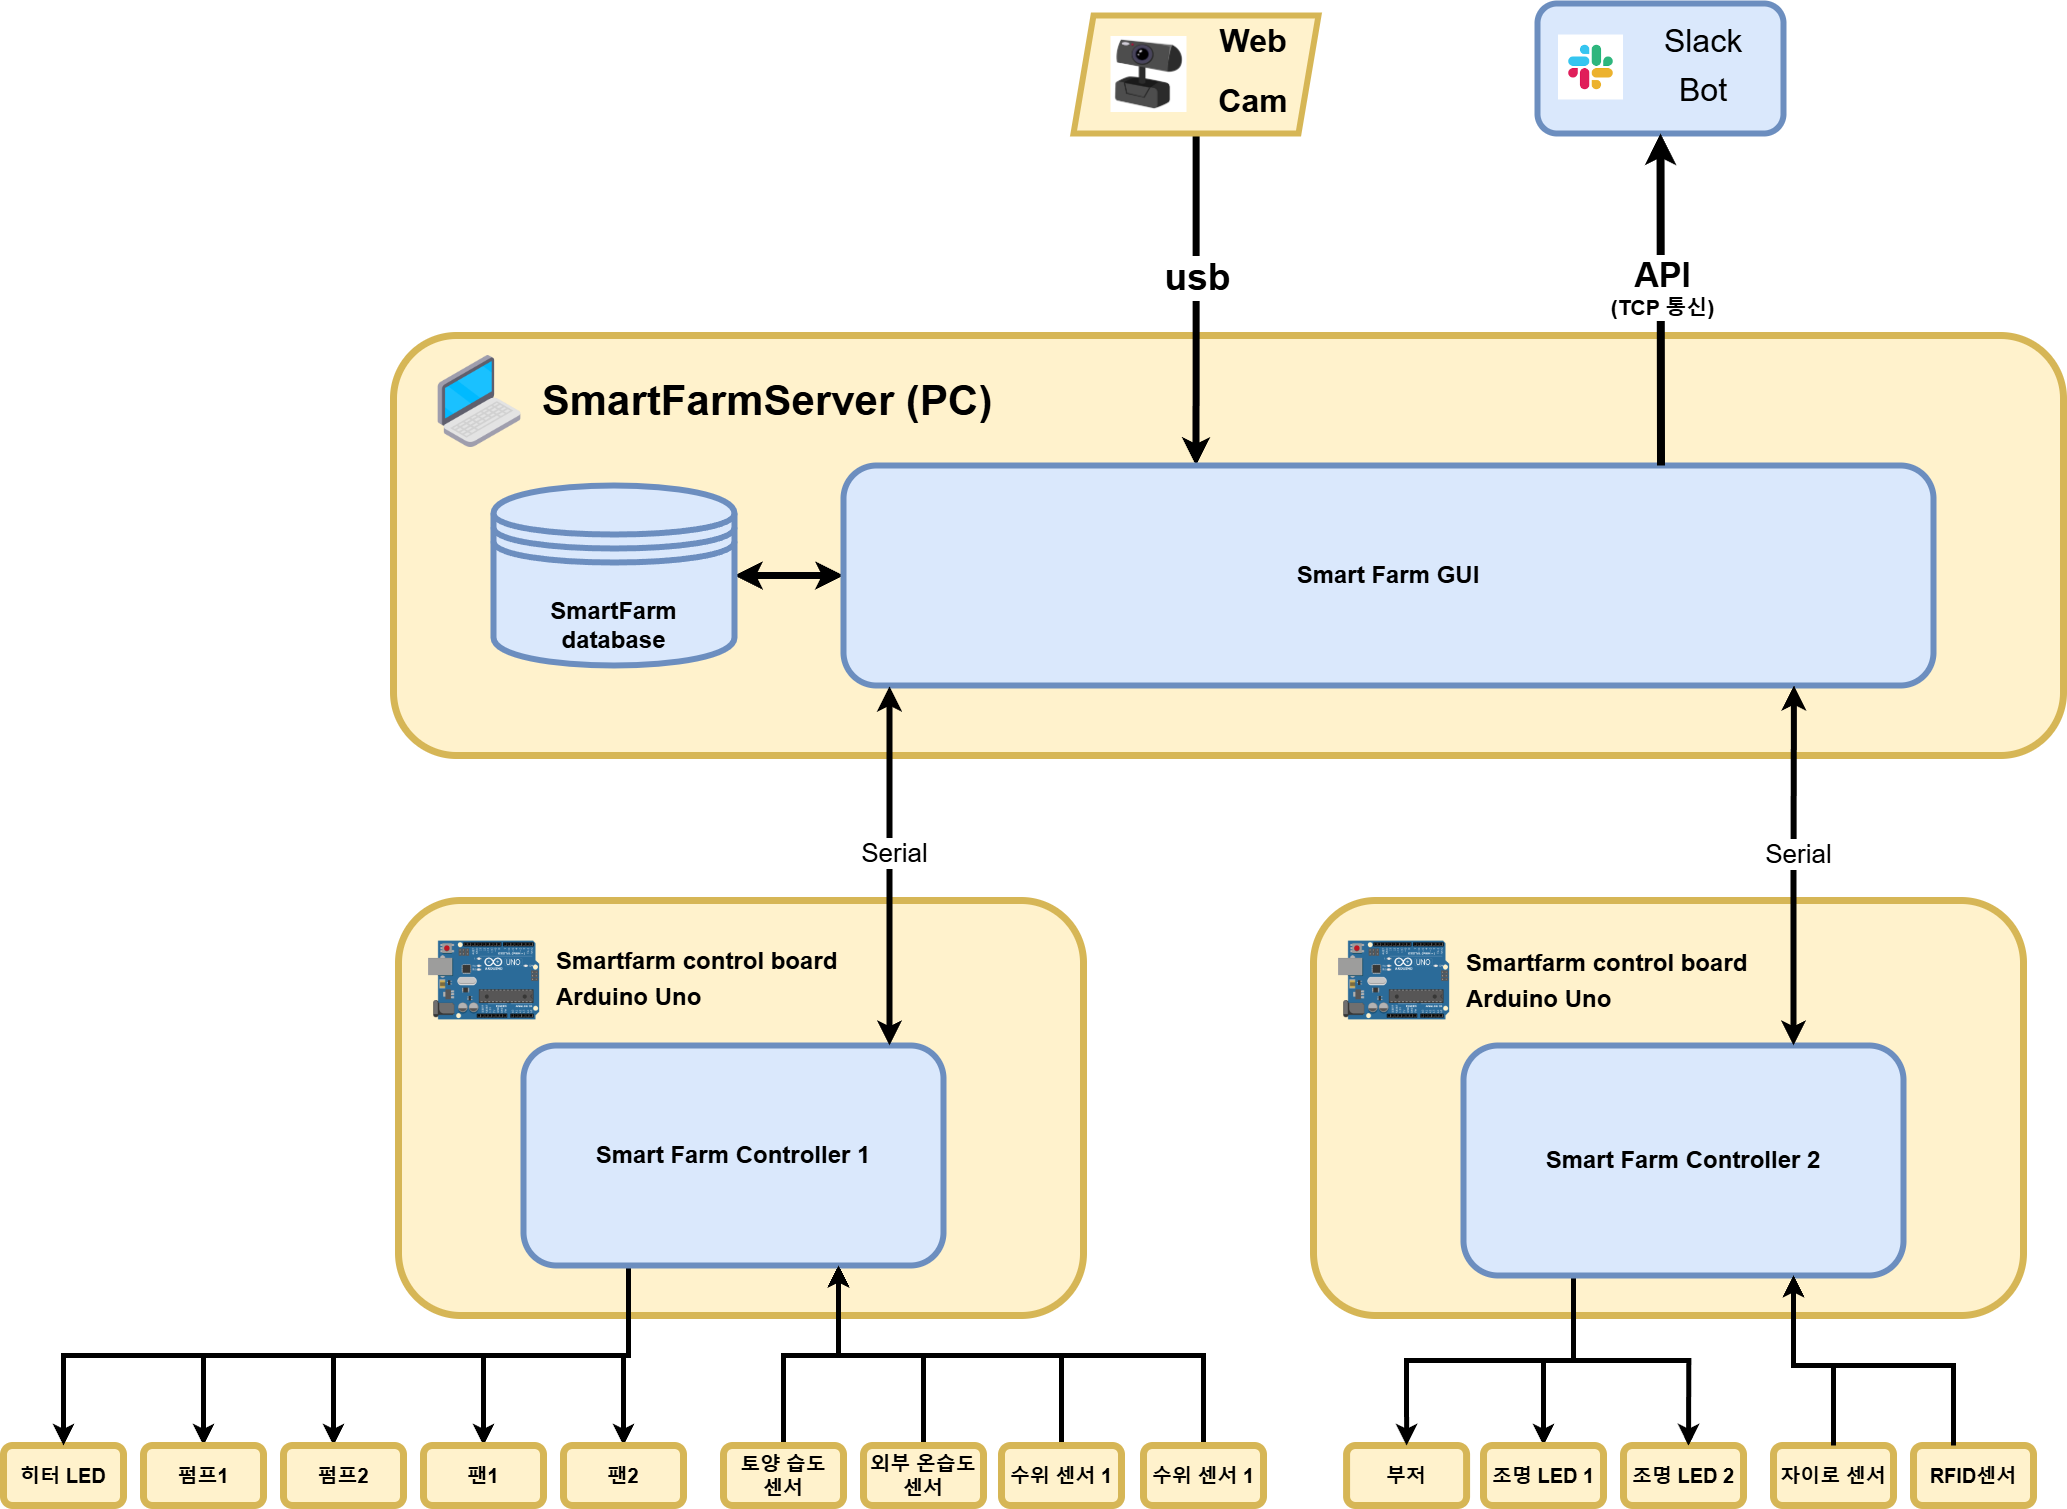 Web
Cam
Slack
Bot
usb
API
(TCP 통신)
SmartFarmServer (PC)
SmartFarm
database
Smart Farm GUI
Serial
Serial
Smartfarm control board
Arduino Uno
UNO
Smartfarm control board
Arduino Uno
UNO
Smart Farm Controller 1
Smart Farm Controller 2
히터 LED
펌프1
펌프2
팬1
팬2
토양 습도
센서
외부 온습도
센서
수위 센서 1
수위 센서 1
부저
조명 LED 1
조명 LED 2
자이로 센서
RFID센서